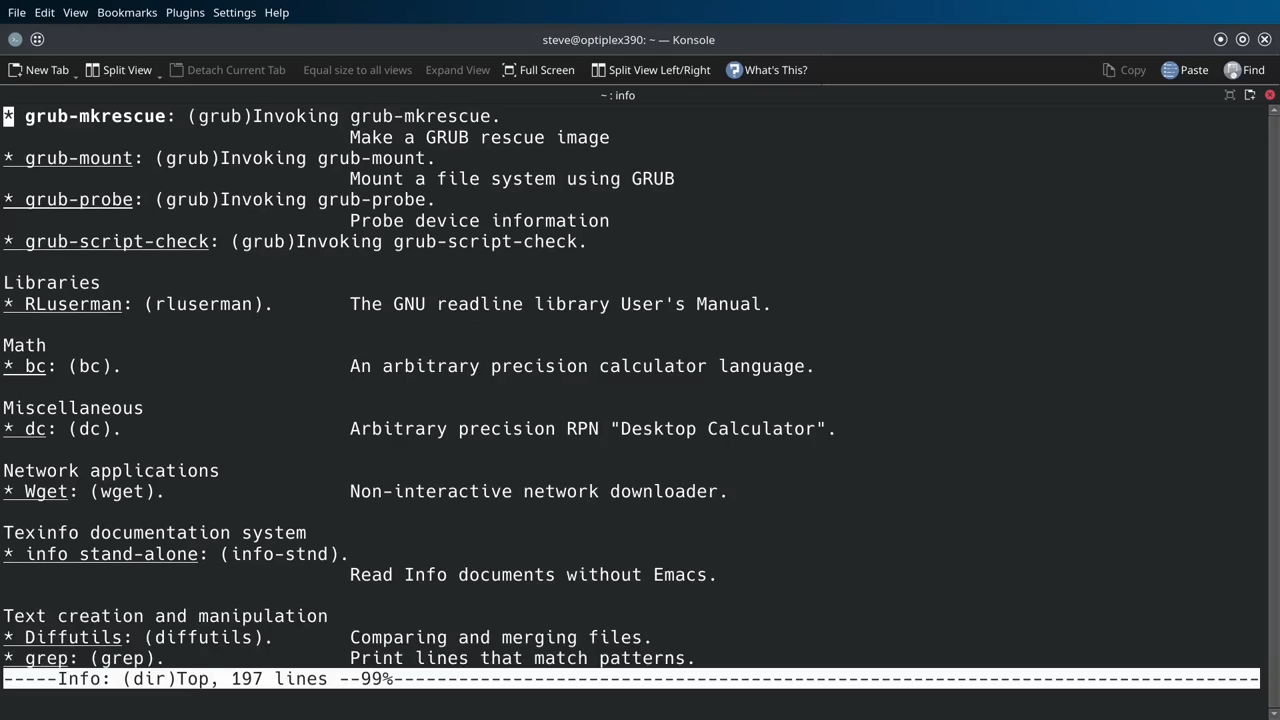 File Edit View Bookmarks Plugins Settings Help
steve@optiplex390: ~ — Konsole
New Tab Split View Detach Current Tab Equal size to all views Expand View Full Screen Split View Left/Right What's This? Copy Paste Find
~ : info
* grub-mkrescue: (grub)Invoking grub-mkrescue.
Make a GRUB rescue image
* grub-mount: (grub)Invoking grub-mount.
Mount a file system using GRUB
* grub-probe: (grub)Invoking grub-probe.
Probe device information
* grub-script-check: (grub)Invoking grub-script-check.
Libraries
* RLuserman: (rluserman). The GNU readline library User's Manual.
Math
* bc: (bc). An arbitrary precision calculator language.
Miscellaneous
* dc: (dc). Arbitrary precision RPN "Desktop Calculator".
Network applications
* Wget: (wget). Non-interactive network downloader.
Texinfo documentation system
* info stand-alone: (info-stnd).
Read Info documents without Emacs.
Text creation and manipulation
* Diffutils: (diffutils). Comparing and merging files.
* grep: (grep). Print lines that match patterns.
-----Info: (dir)Top, 197 lines --99%--------------------------------------------------------------------------------